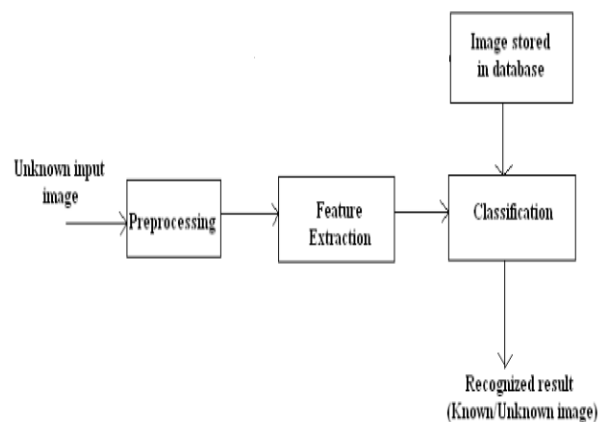 Image stored
in database
Unknown input
image
Preprocessing
Feature
Extraction
Classification
Recognized result
(Known/Unknown image)